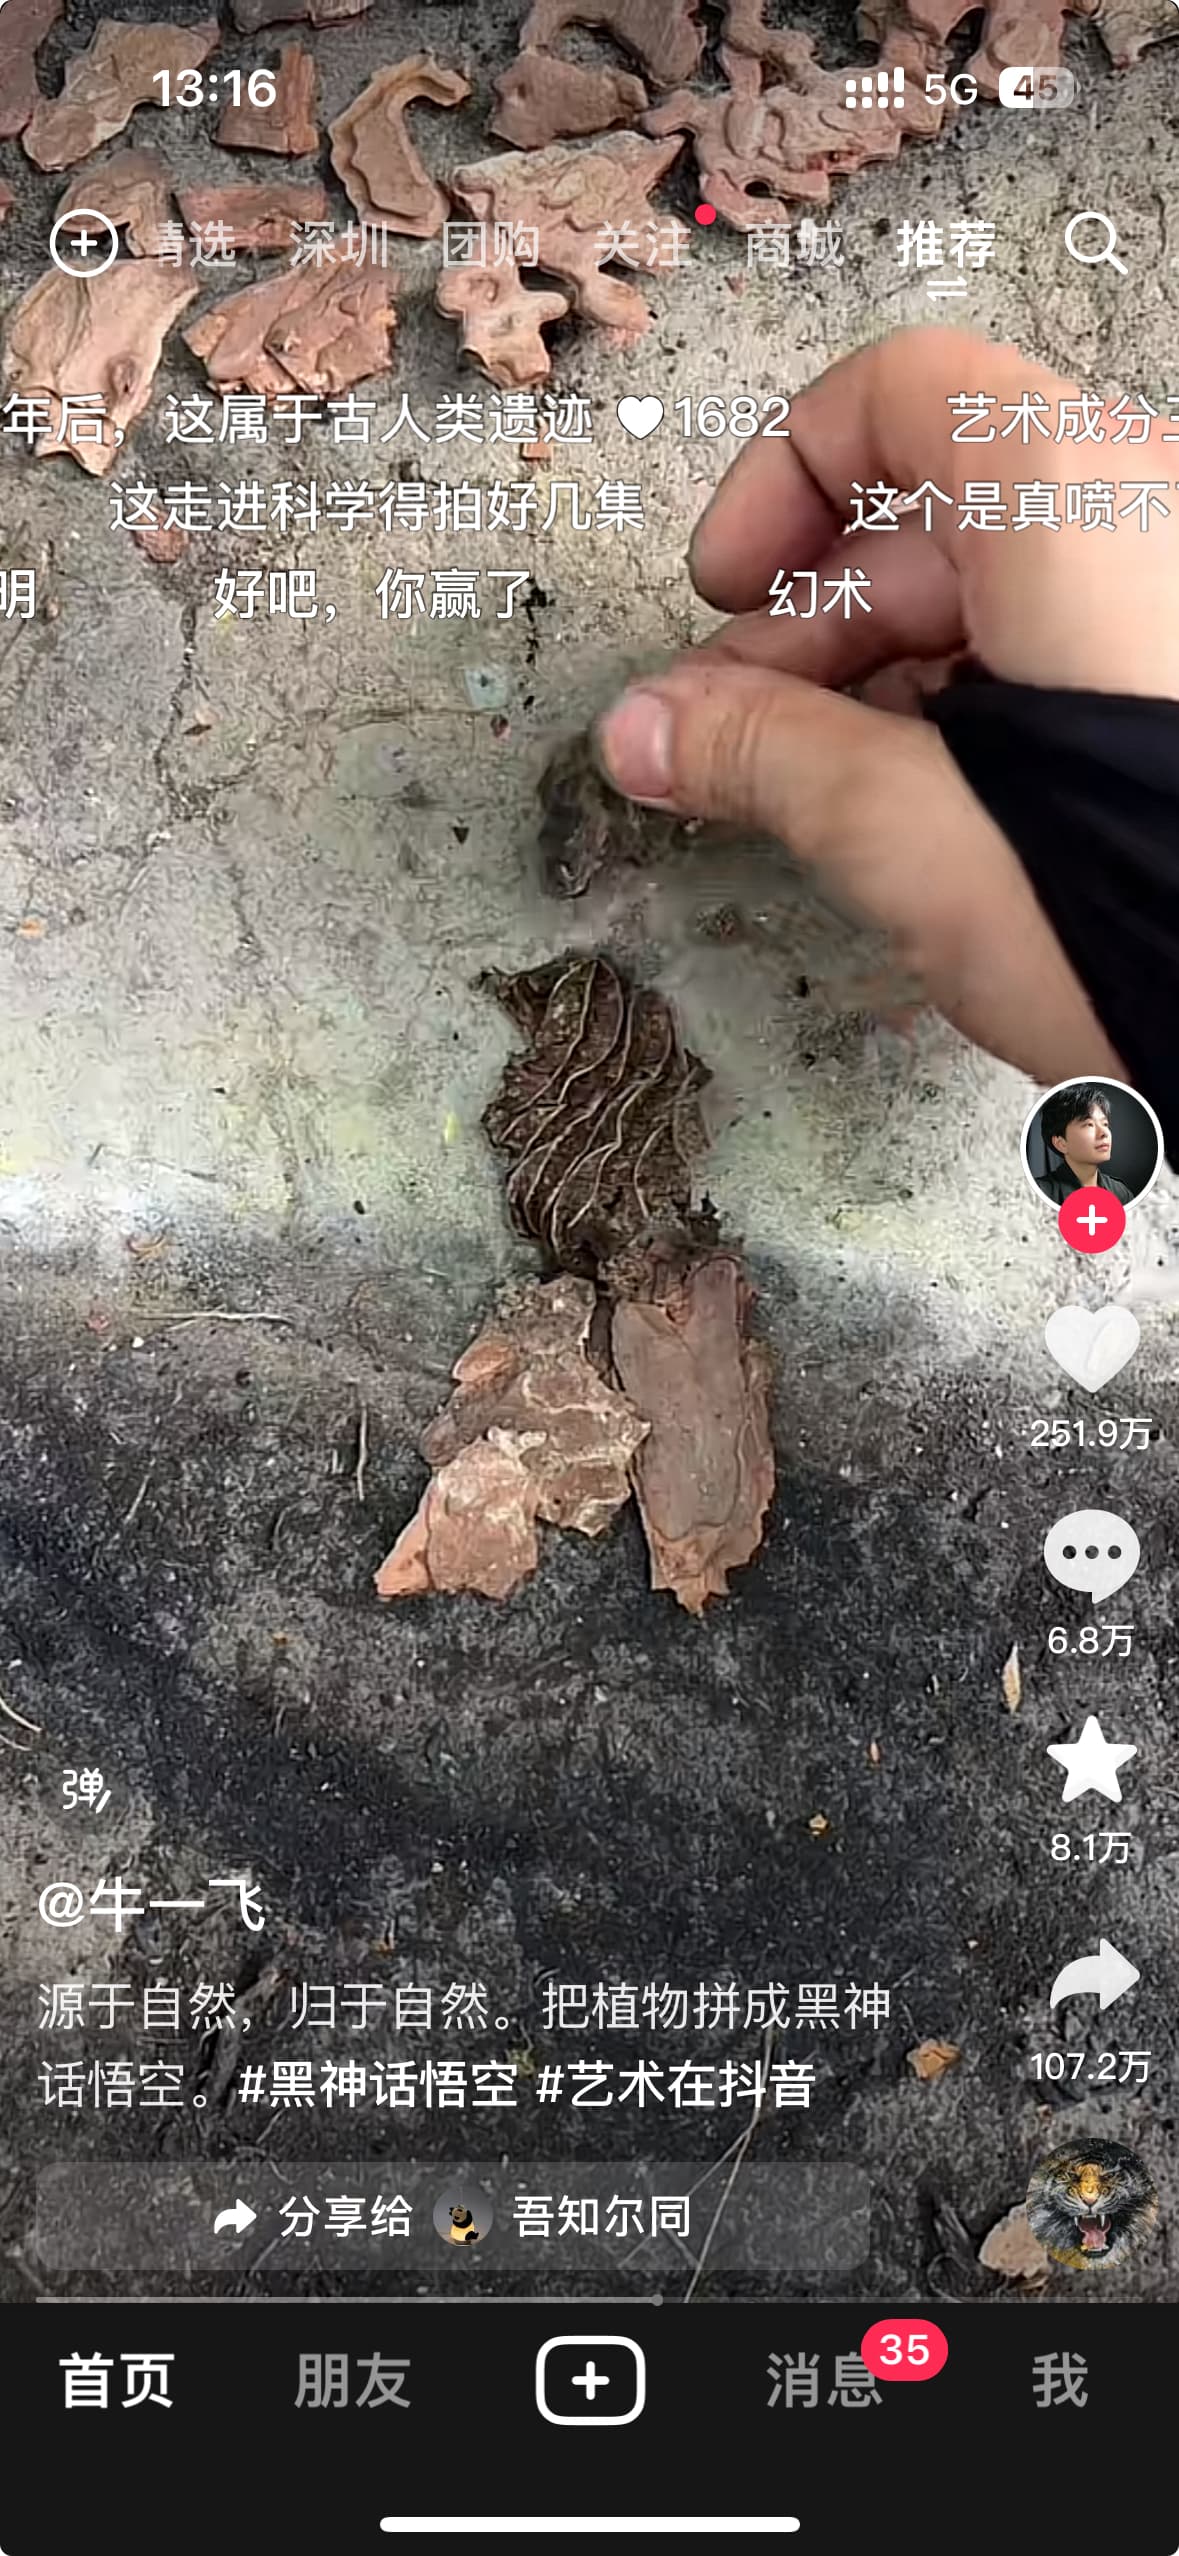 13:16 5G 45
精选 深圳 团购 关注 商城 推荐
年后，这属于古人类遗迹 1682 艺术成分
这走进科学得拍好几集 这个是真喷不
明 好吧，你赢了 幻术
251.9万
6.8万
8.1万
107.2万
弹
@牛一飞
源于自然，归于自然。把植物拼成黑神
话悟空。#黑神话悟空 #艺术在抖音
分享给 吾知尔同
首页 朋友 消息 35 我